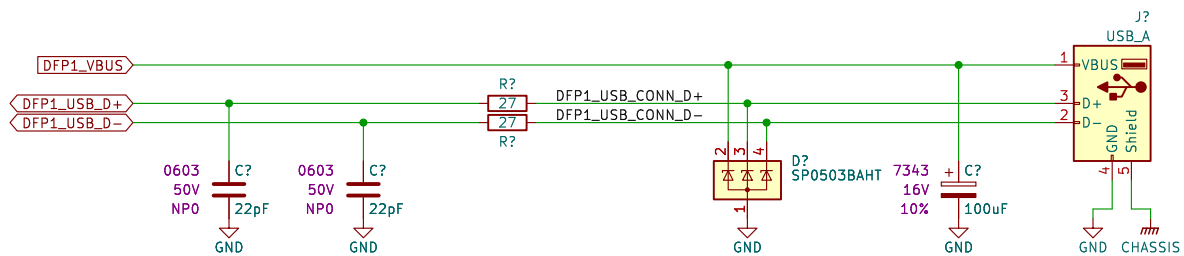 J?
USB_A
DFP1_VBUS
1
VBUS
R?
DFP1_USB_D+
27
DFP1_USB_CONN_D+
3
D+
DFP1_USB_D-
27
DFP1_USB_CONN_D-
2
D-
R?
GND
Shield
2
3
4
4
5
0603
C?
50V
NP0
22pF
GND
0603
C?
50V
NP0
22pF
GND
D?
SP0503BAHT
1
GND
7343
+
C?
16V
10%
100uF
GND
GND
CHASSIS